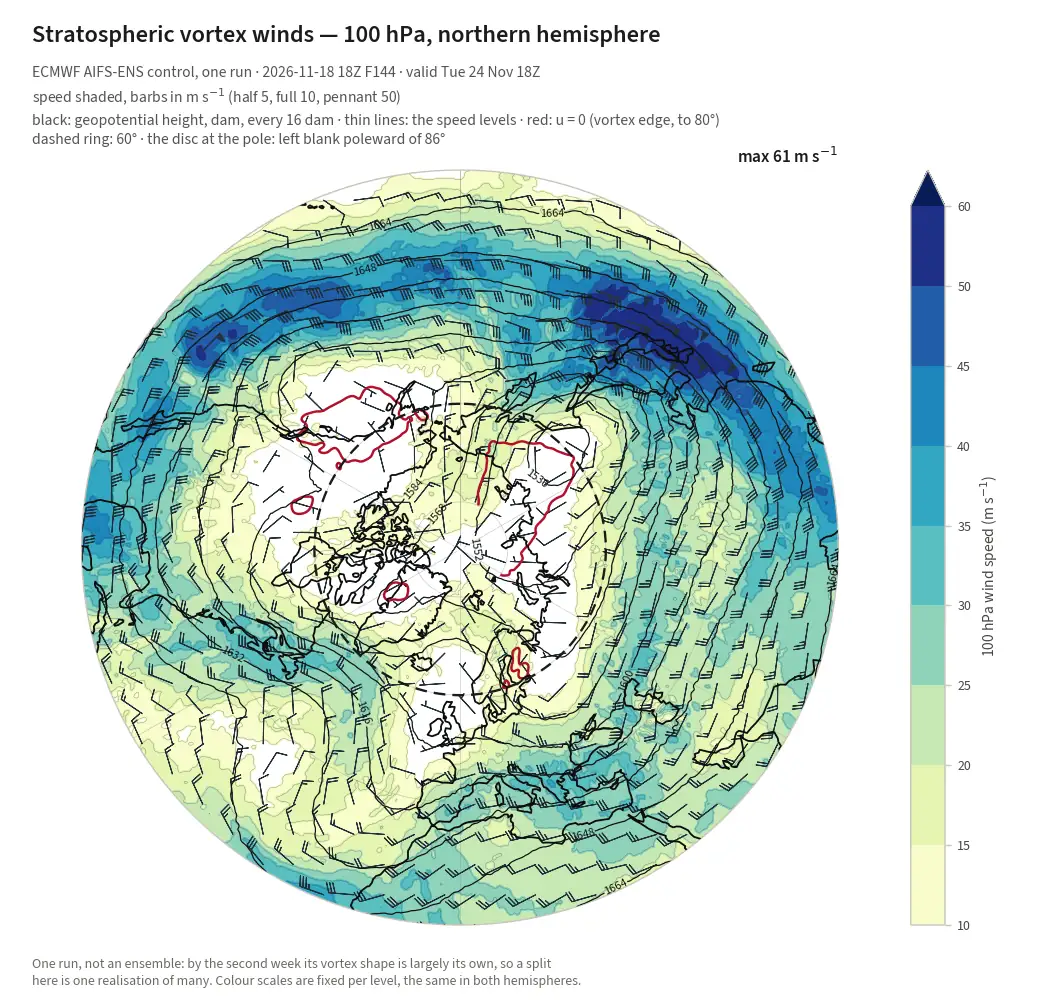 Stratospheric vortex winds — 100 hPa, northern hemisphere
ECMWF AIFS-ENS control, one run · 2026-11-18 18Z F144 · valid Tue 24 Nov 18Z
speed shaded, barbs in m s⁻¹ (half 5, full 10, pennant 50)
black: geopotential height, dam, every 16 dam · thin lines: the speed levels · red: u = 0 (vortex edge, to 80°)
dashed ring: 60° · the disc at the pole: left blank poleward of 86°
max 61 m s⁻¹
60
50
45
40
35
30
25
20
15
10
100 hPa wind speed (m s⁻¹)
1664
1664
1648
1584
1568
1536
1552
1664
1632
1616
1600
1648
1664
One run, not an ensemble: by the second week its vortex shape is largely its own, so a split
here is one realisation of many. Colour scales are fixed per level, the same in both hemispheres.